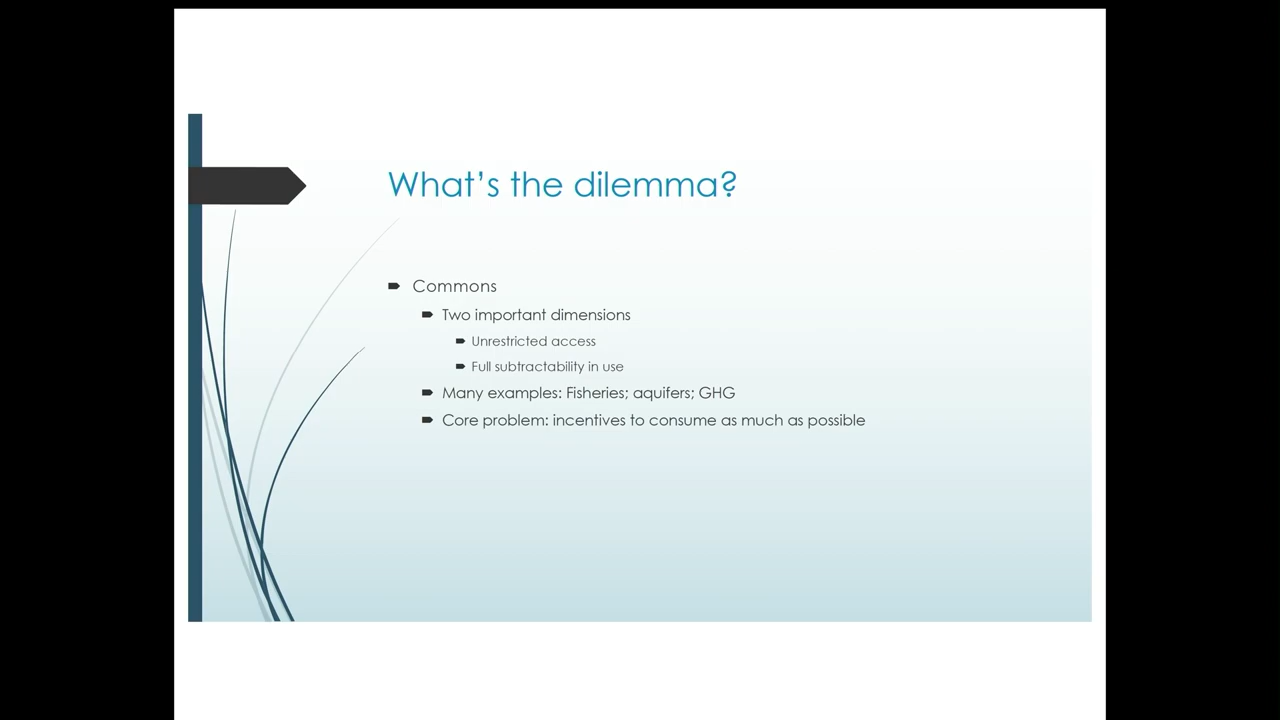 What's the dilemma?
Commons
Two important dimensions
Unrestricted access
Full subtractability in use
Many examples: Fisheries; aquifers; GHG
Core problem: incentives to consume as much as possible